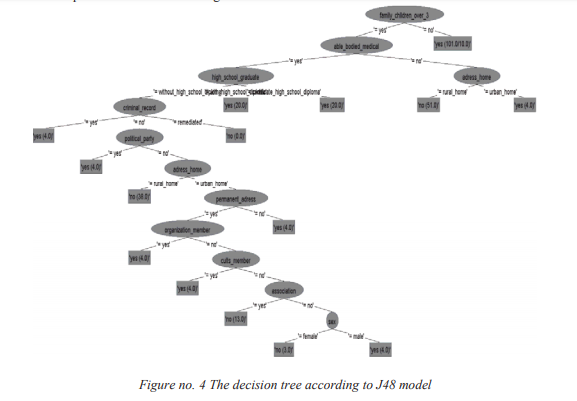 family_children_over_3
'= yes' '= no'
able_bodied_medical 'yes (101.0/10.0)'
'= yes' '= no'
high_school_graduate adress_home
'= without_high_school '= rural_home' '= urban_home'
criminal_record 'yes (20.0)' 'yes (20.0)' 'no (51.0)' 'yes (4.0)'
'= yes' '= no' '= remediated'
'yes (4.0)' political_party 'no (0.0)'
'= yes' '= no'
'yes (4.0)' adress_home
'= rural_home' '= urban_home'
'no (38.0)' permanent_adress
'= yes' '= no'
organization_member 'yes (4.0)'
'= yes' '= no'
'yes (4.0)' cults_member
'= yes' '= no'
'yes (4.0)' association
'= yes' '= no'
'no (13.0)' sex
'= female' '= male'
'no (3.0)' 'yes (4.0)'
Figure no. 4 The decision tree according to J48 model